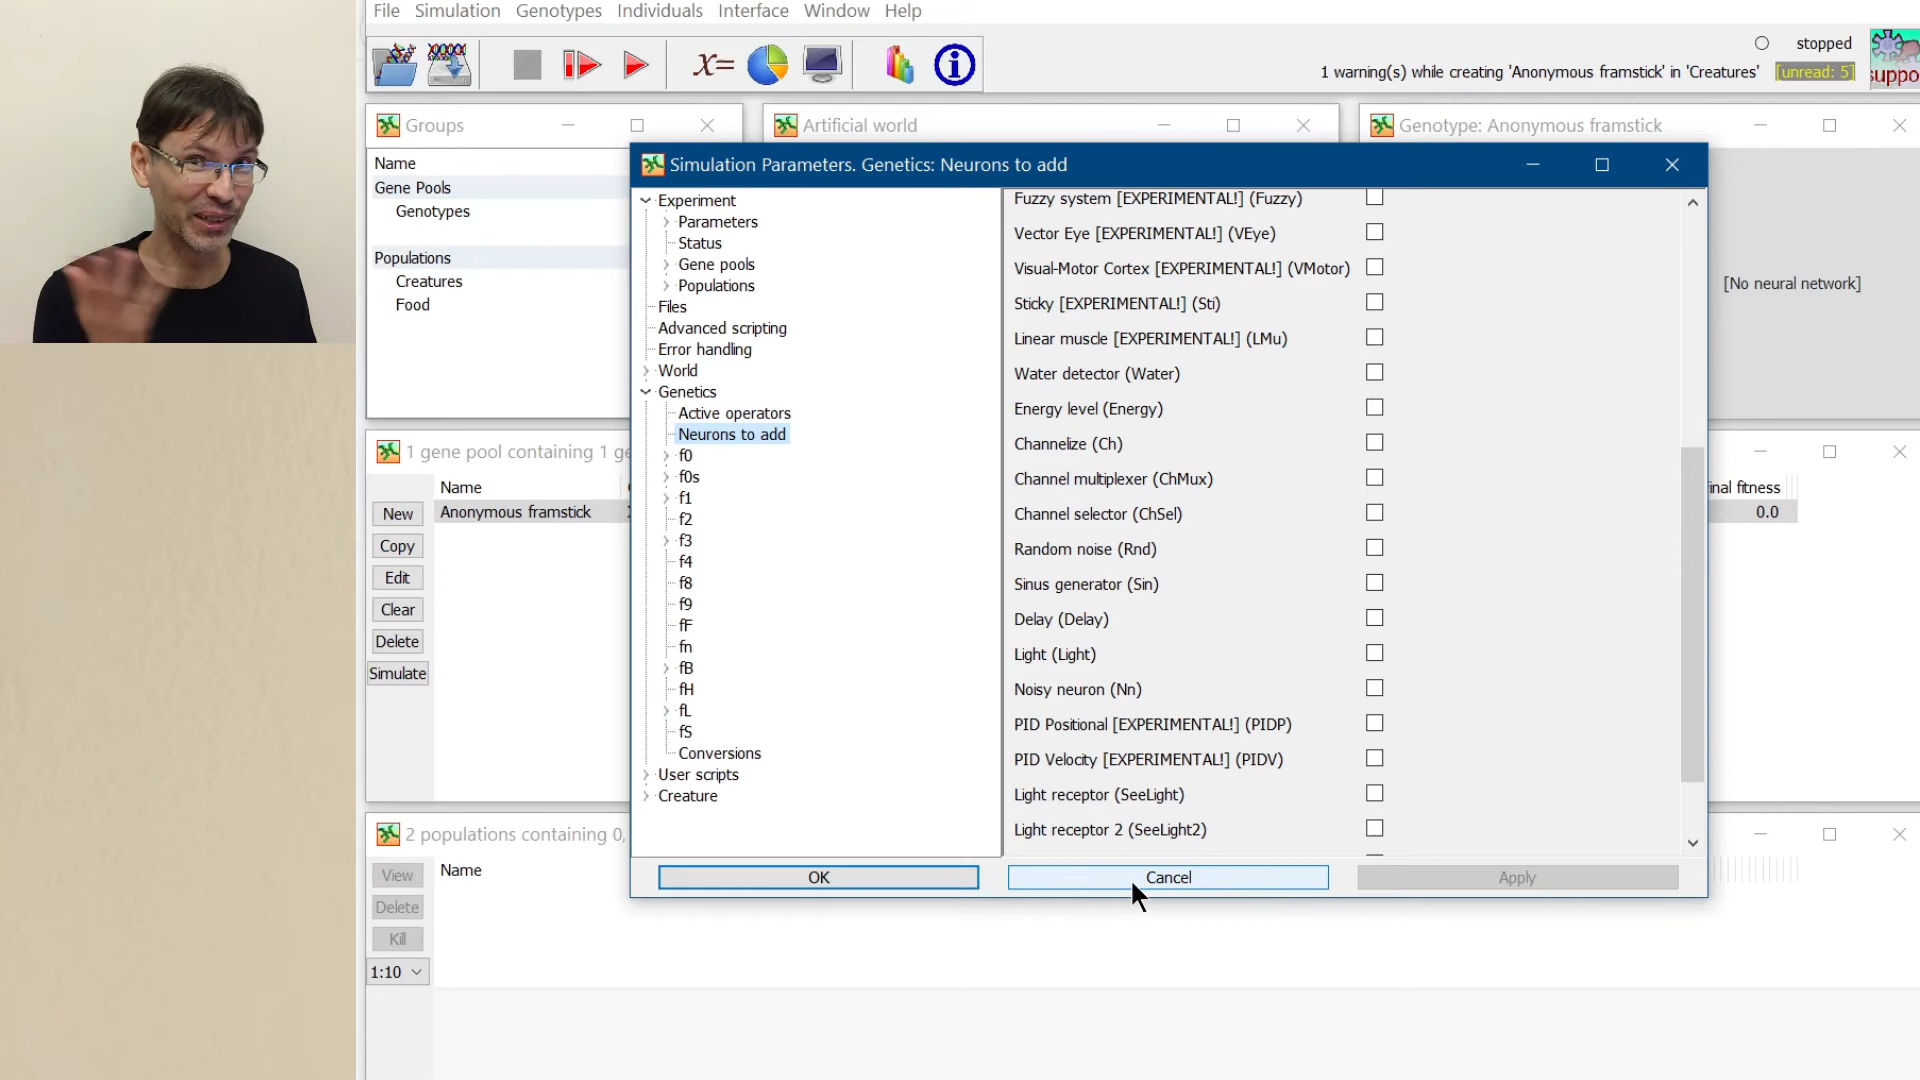 File Simulation Genotypes Individuals Interface Window Help
x=
stopped
1 warning(s) while creating 'Anonymous framstick' in 'Creatures' [unread: 5]
suppo
Groups
Name
Gene Pools
Genotypes
Populations
Creatures
Food
Artificial world
Genotype: Anonymous framstick
[No neural network]
Simulation Parameters. Genetics: Neurons to add
Experiment
Parameters
Status
Gene pools
Populations
Files
Advanced scripting
Error handling
World
Genetics
Active operators
Neurons to add
f0
f0s
f1
f2
f3
f4
f8
f9
fF
fn
fB
fH
fL
fS
Conversions
User scripts
Creature
Fuzzy system [EXPERIMENTAL!] (Fuzzy)
Vector Eye [EXPERIMENTAL!] (VEye)
Visual-Motor Cortex [EXPERIMENTAL!] (VMotor)
Sticky [EXPERIMENTAL!] (Sti)
Linear muscle [EXPERIMENTAL!] (LMu)
Water detector (Water)
Energy level (Energy)
Channelize (Ch)
Channel multiplexer (ChMux)
Channel selector (ChSel)
Random noise (Rnd)
Sinus generator (Sin)
Delay (Delay)
Light (Light)
Noisy neuron (Nn)
PID Positional [EXPERIMENTAL!] (PIDP)
PID Velocity [EXPERIMENTAL!] (PIDV)
Light receptor (SeeLight)
Light receptor 2 (SeeLight2)
OK Cancel Apply
1 gene pool containing 1 ge
Name
Anonymous framstick
inal fitness
0.0
New
Copy
Edit
Clear
Delete
Simulate
2 populations containing 0,
Name
View
Delete
Kill
1:10